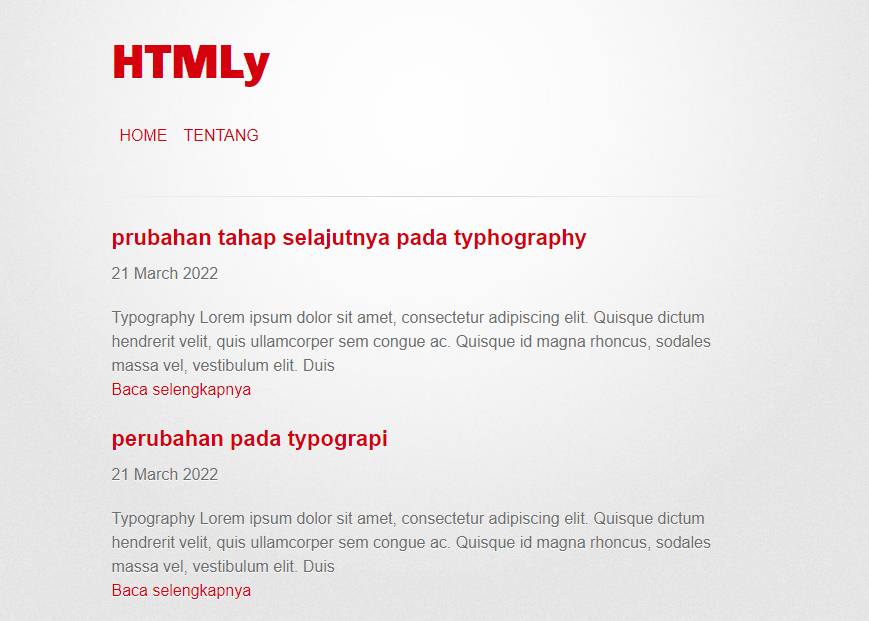 HTMLy
HOME TENTANG
prubahan tahap selajutnya pada typhography
21 March 2022
Typography Lorem ipsum dolor sit amet, consectetur adipiscing elit. Quisque dictum
hendrerit velit, quis ullamcorper sem congue ac. Quisque id magna rhoncus, sodales
massa vel, vestibulum elit. Duis
Baca selengkapnya
perubahan pada typograpi
21 March 2022
Typography Lorem ipsum dolor sit amet, consectetur adipiscing elit. Quisque dictum
hendrerit velit, quis ullamcorper sem congue ac. Quisque id magna rhoncus, sodales
massa vel, vestibulum elit. Duis
Baca selengkapnya